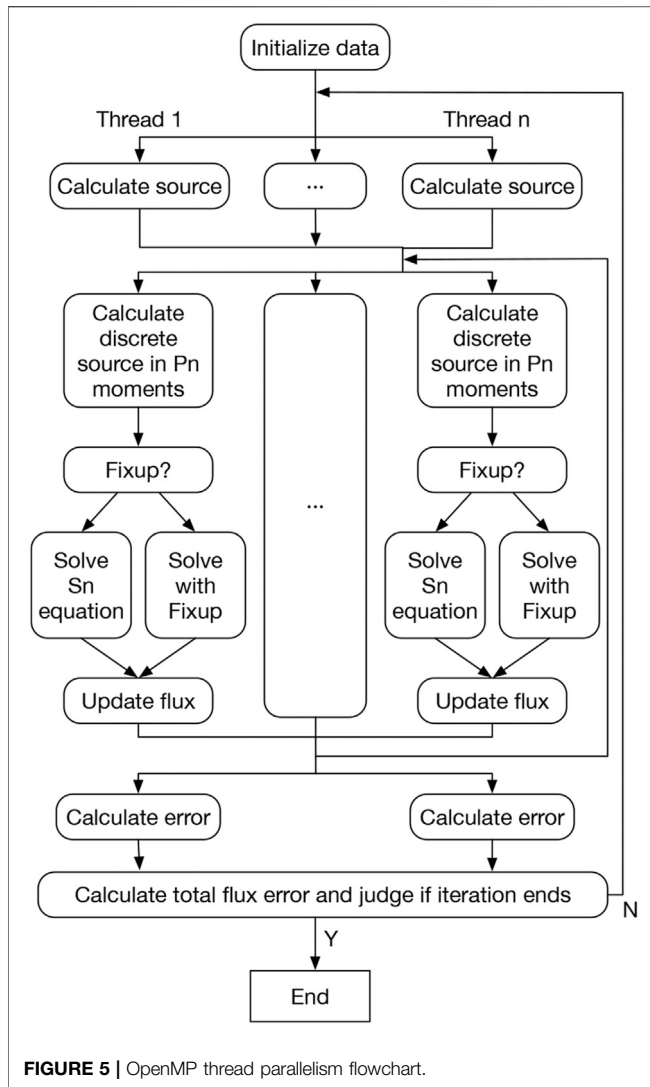 Initialize data
Thread 1
Thread n
Calculate source
...
Calculate source
Calculate
discrete
source in Pn
moments
...
Calculate
discrete
source in Pn
moments
Fixup?
Fixup?
Solve
Sn
equation
Solve
with
Fixup
Solve
Sn
equation
Solve
with
Fixup
Update flux
Update flux
Calculate error
Calculate error
Calculate total flux error and judge if iteration ends
N
Y
End
FIGURE 5 | OpenMP thread parallelism flowchart.